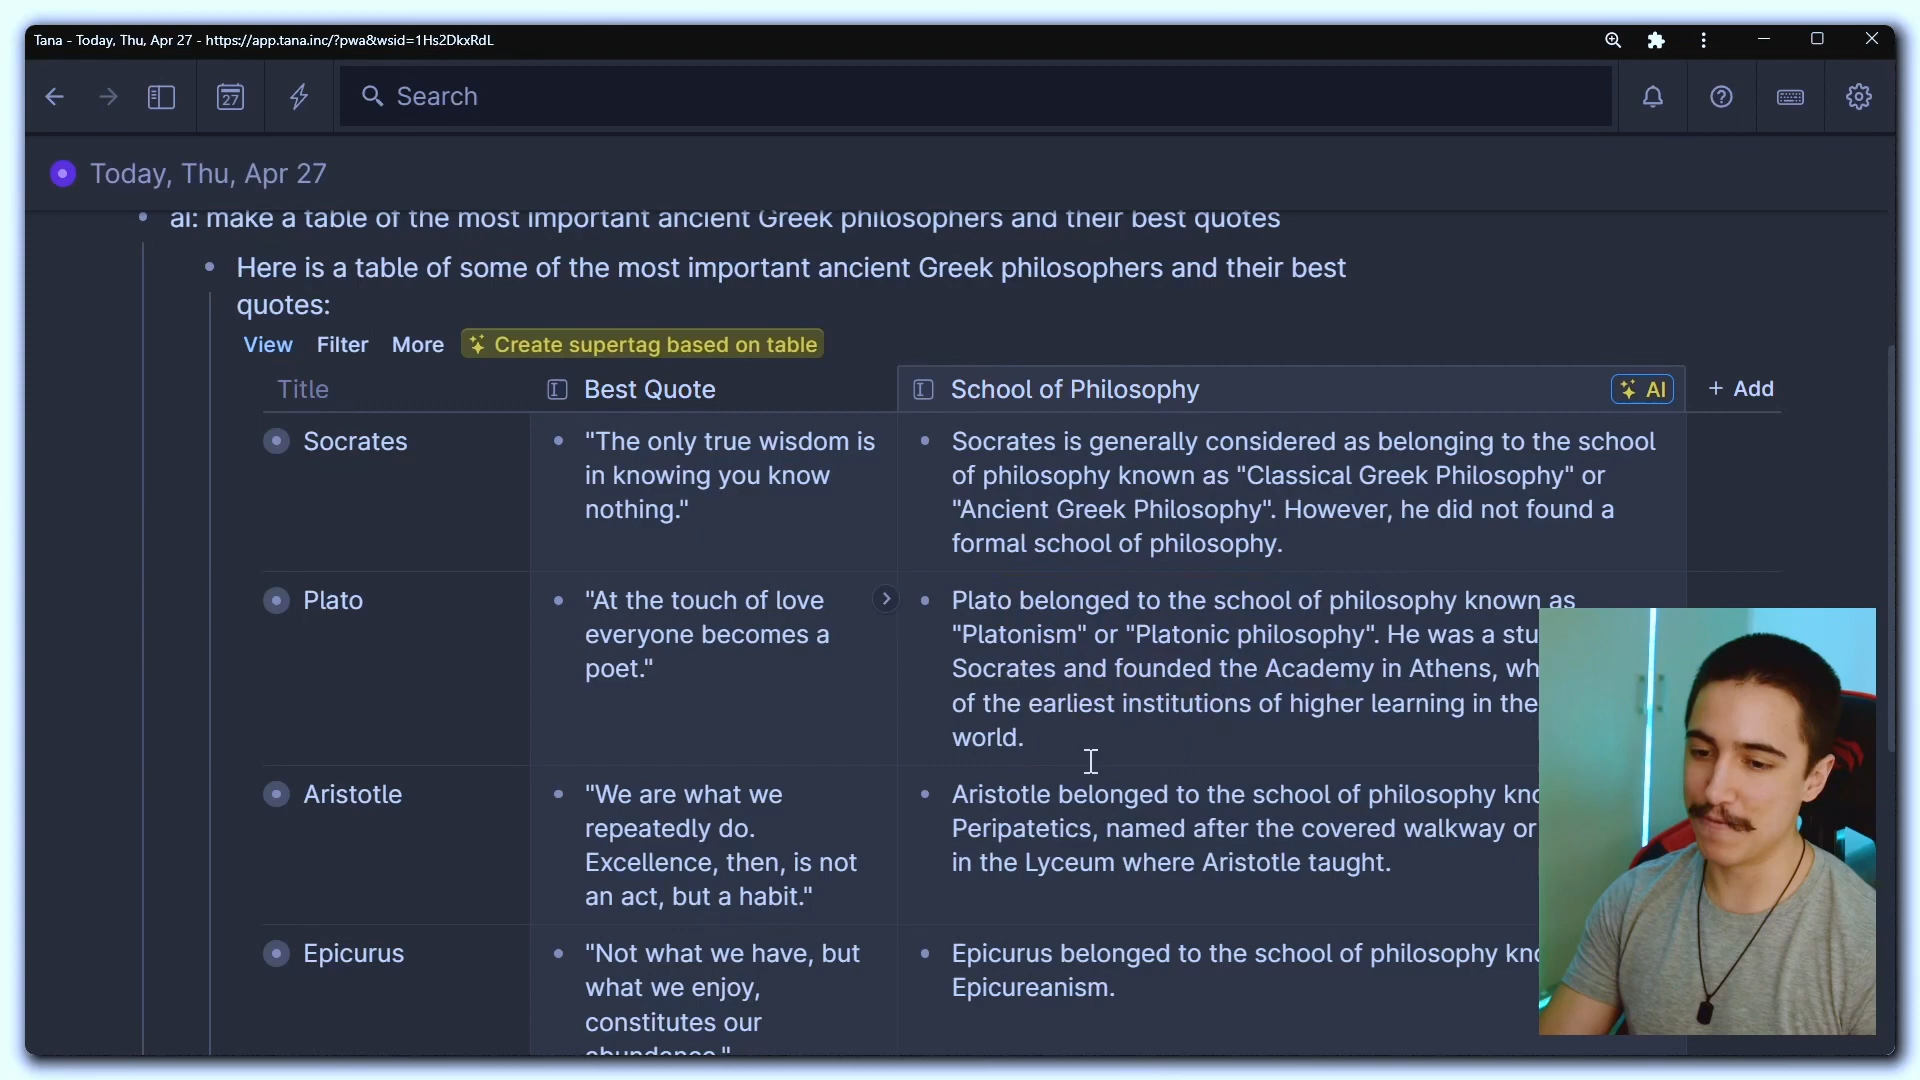 Tana - Today, Thu, Apr 27 - https://app.tana.inc/?pwa&wsid=1Hs2DkxRdL
27
Search
Today, Thu, Apr 27
ai: make a table of the most important ancient Greek philosophers and their best quotes
Here is a table of some of the most important ancient Greek philosophers and their best
quotes:
View Filter More Create supertag based on table
Title Best Quote School of Philosophy AI + Add
Socrates
"The only true wisdom is
in knowing you know
nothing."
Socrates is generally considered as belonging to the school
of philosophy known as "Classical Greek Philosophy" or
"Ancient Greek Philosophy". However, he did not found a
formal school of philosophy.
Plato
"At the touch of love
everyone becomes a
poet."
Plato belonged to the school of philosophy known as
"Platonism" or "Platonic philosophy". He was a stu
Socrates and founded the Academy in Athens, wh
of the earliest institutions of higher learning in the
world.
Aristotle
"We are what we
repeatedly do.
Excellence, then, is not
an act, but a habit."
Aristotle belonged to the school of philosophy kno
Peripatetics, named after the covered walkway or
in the Lyceum where Aristotle taught.
Epicurus
"Not what we have, but
what we enjoy,
constitutes our
abundance."
Epicurus belonged to the school of philosophy kno
Epicureanism.